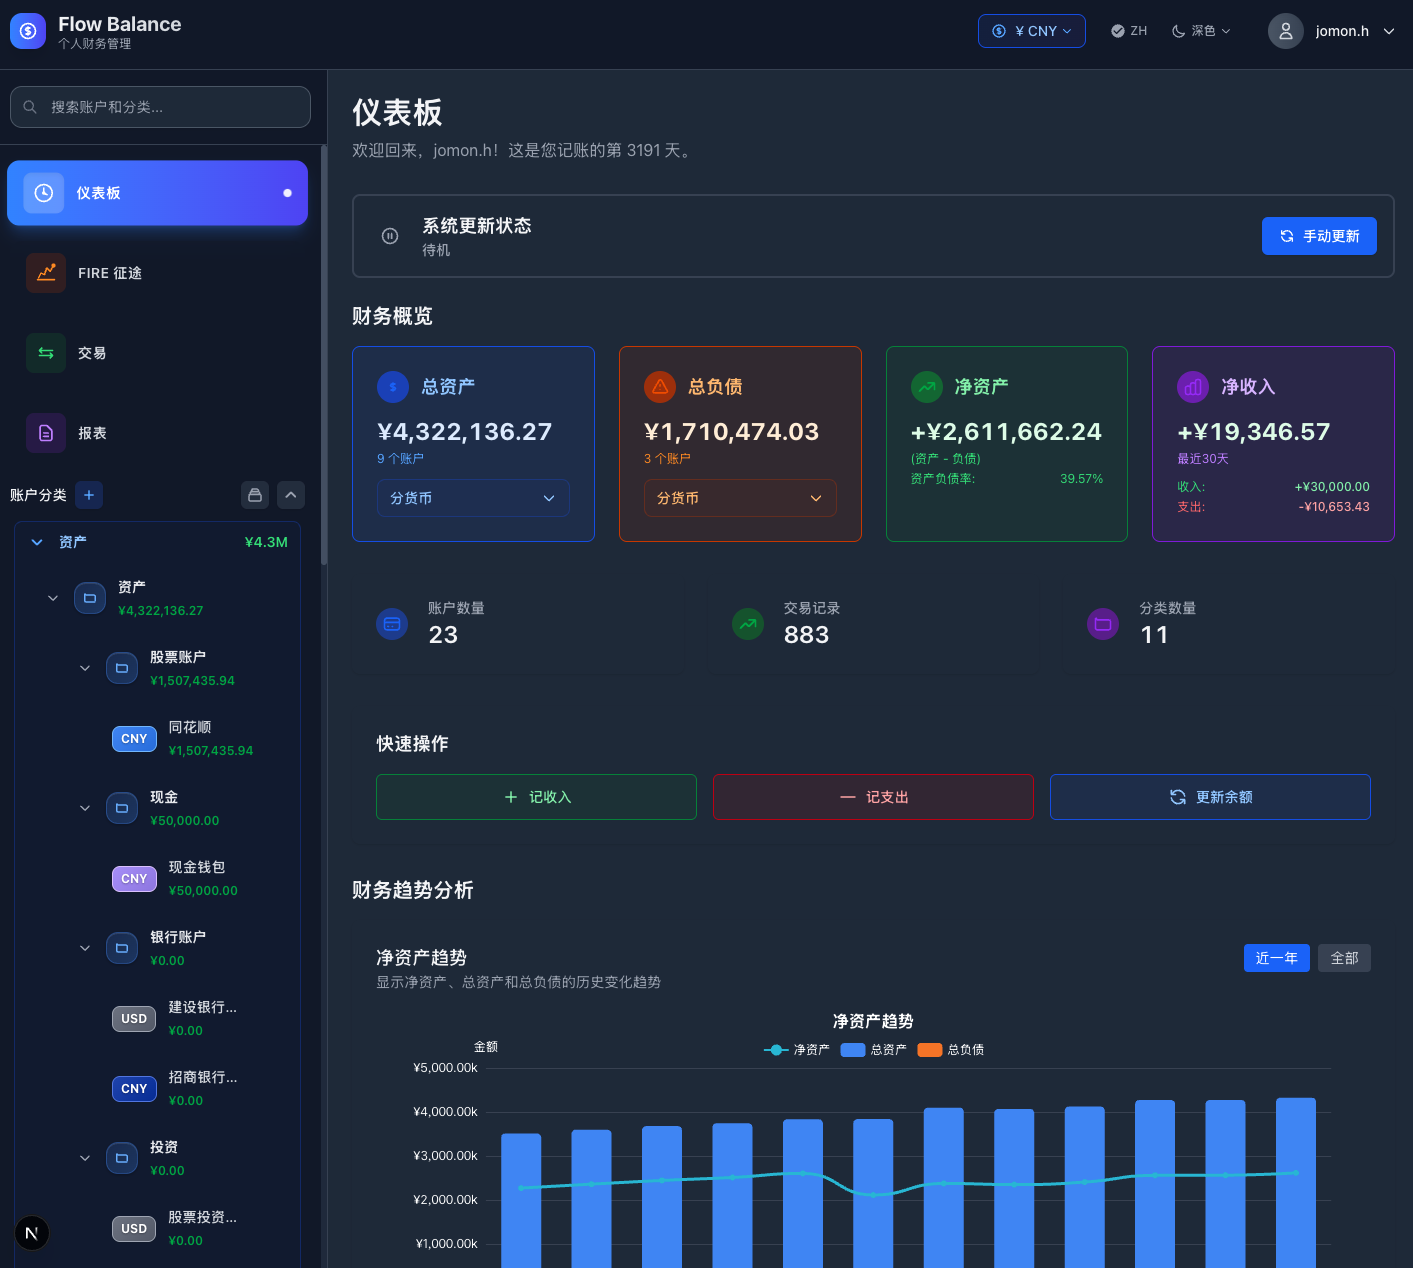 Flow Balance
个人财务管理
¥ CNY
ZH
深色
jomon.h
搜索账户和分类...
仪表板
FIRE 征途
交易
报表
账户分类
资产
¥4.3M
资产
¥4,322,136.27
股票账户
¥1,507,435.94
CNY
同花顺
¥1,507,435.94
现金
¥50,000.00
CNY
现金钱包
¥50,000.00
银行账户
¥0.00
USD
建设银行...
¥0.00
CNY
招商银行...
¥0.00
投资
¥0.00
USD
股票投资...
¥0.00
N
仪表板
欢迎回来，jomon.h！这是您记账的第 3191 天。
系统更新状态
待机
手动更新
财务概览
$
总资产
¥4,322,136.27
9 个账户
分货币
总负债
¥1,710,474.03
3 个账户
分货币
净资产
+¥2,611,662.24
(资产 - 负债)
资产负债率:
39.57%
净收入
+¥19,346.57
最近30天
收入:
+¥30,000.00
支出:
-¥10,653.43
账户数量
23
交易记录
883
分类数量
11
快速操作
记收入
记支出
更新余额
财务趋势分析
净资产趋势
显示净资产、总资产和总负债的历史变化趋势
近一年
全部
净资产趋势
净资产
总资产
总负债
金额
¥5,000.00k
¥4,000.00k
¥3,000.00k
¥2,000.00k
¥1,000.00k